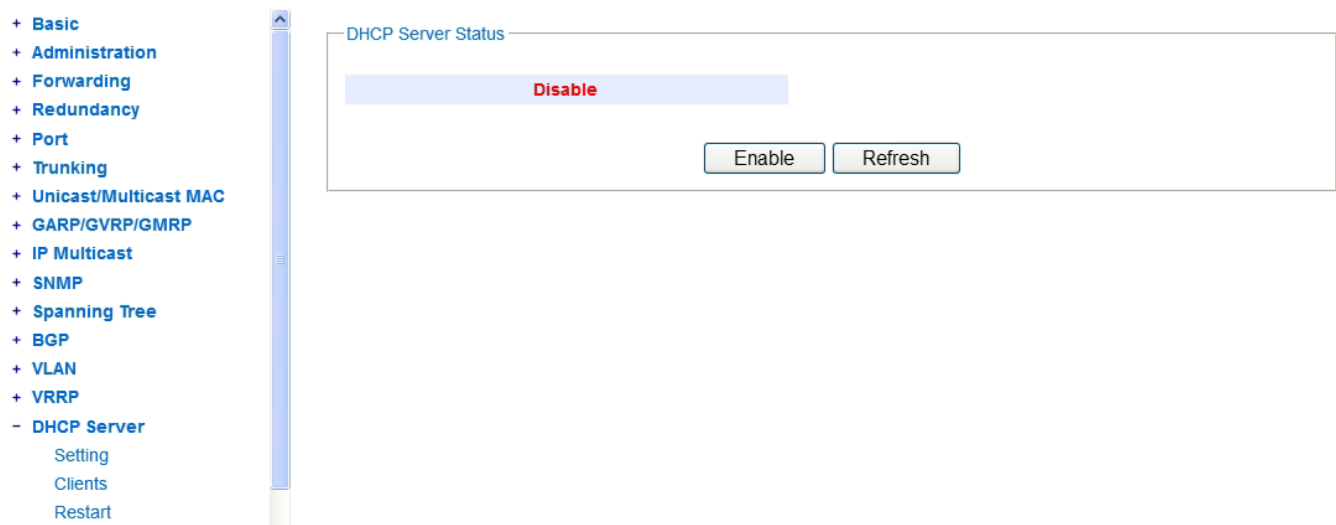 + Basic
+ Administration
+ Forwarding
+ Redundancy
+ Port
+ Trunking
+ Unicast/Multicast MAC
+ GARP/GVRP/GMRP
+ IP Multicast
+ SNMP
+ Spanning Tree
+ BGP
+ VLAN
+ VRRP
- DHCP Server
Setting
Clients
Restart
DHCP Server Status
Disable
Enable Refresh